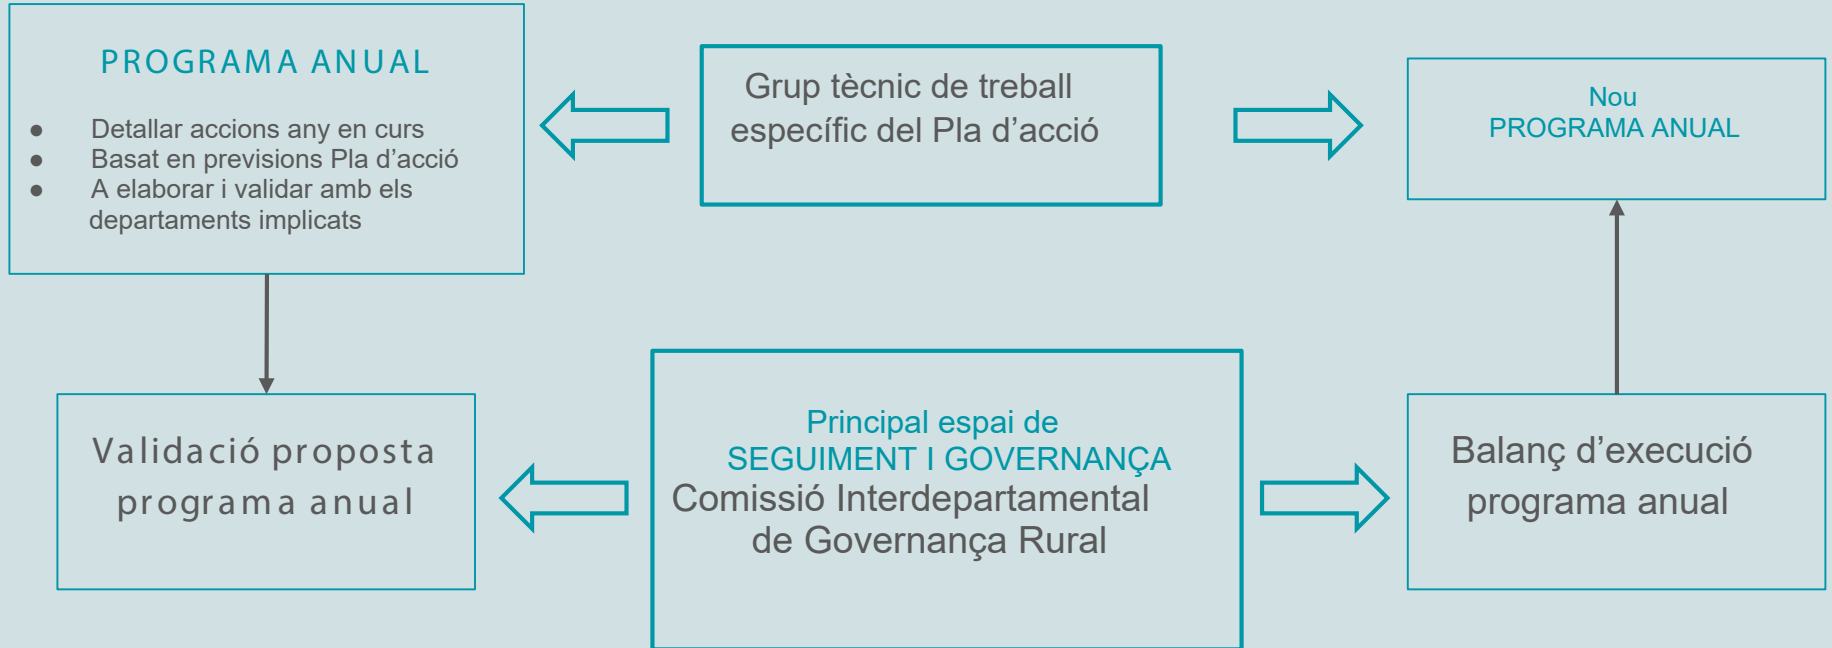 PROGRAMA ANUAL
● Detallar accions any en curs
● Basat en previsions Pla d’acció
● A elaborar i validar amb els
departaments implicats
Grup tècnic de treball
específic del Pla d’acció
Nou
PROGRAMA ANUAL
Validació proposta
programa anual
Principal espai de
SEGUIMENT I GOVERNANÇA
Comissió Interdepartamental
de Governança Rural
Balanç d’execució
programa anual